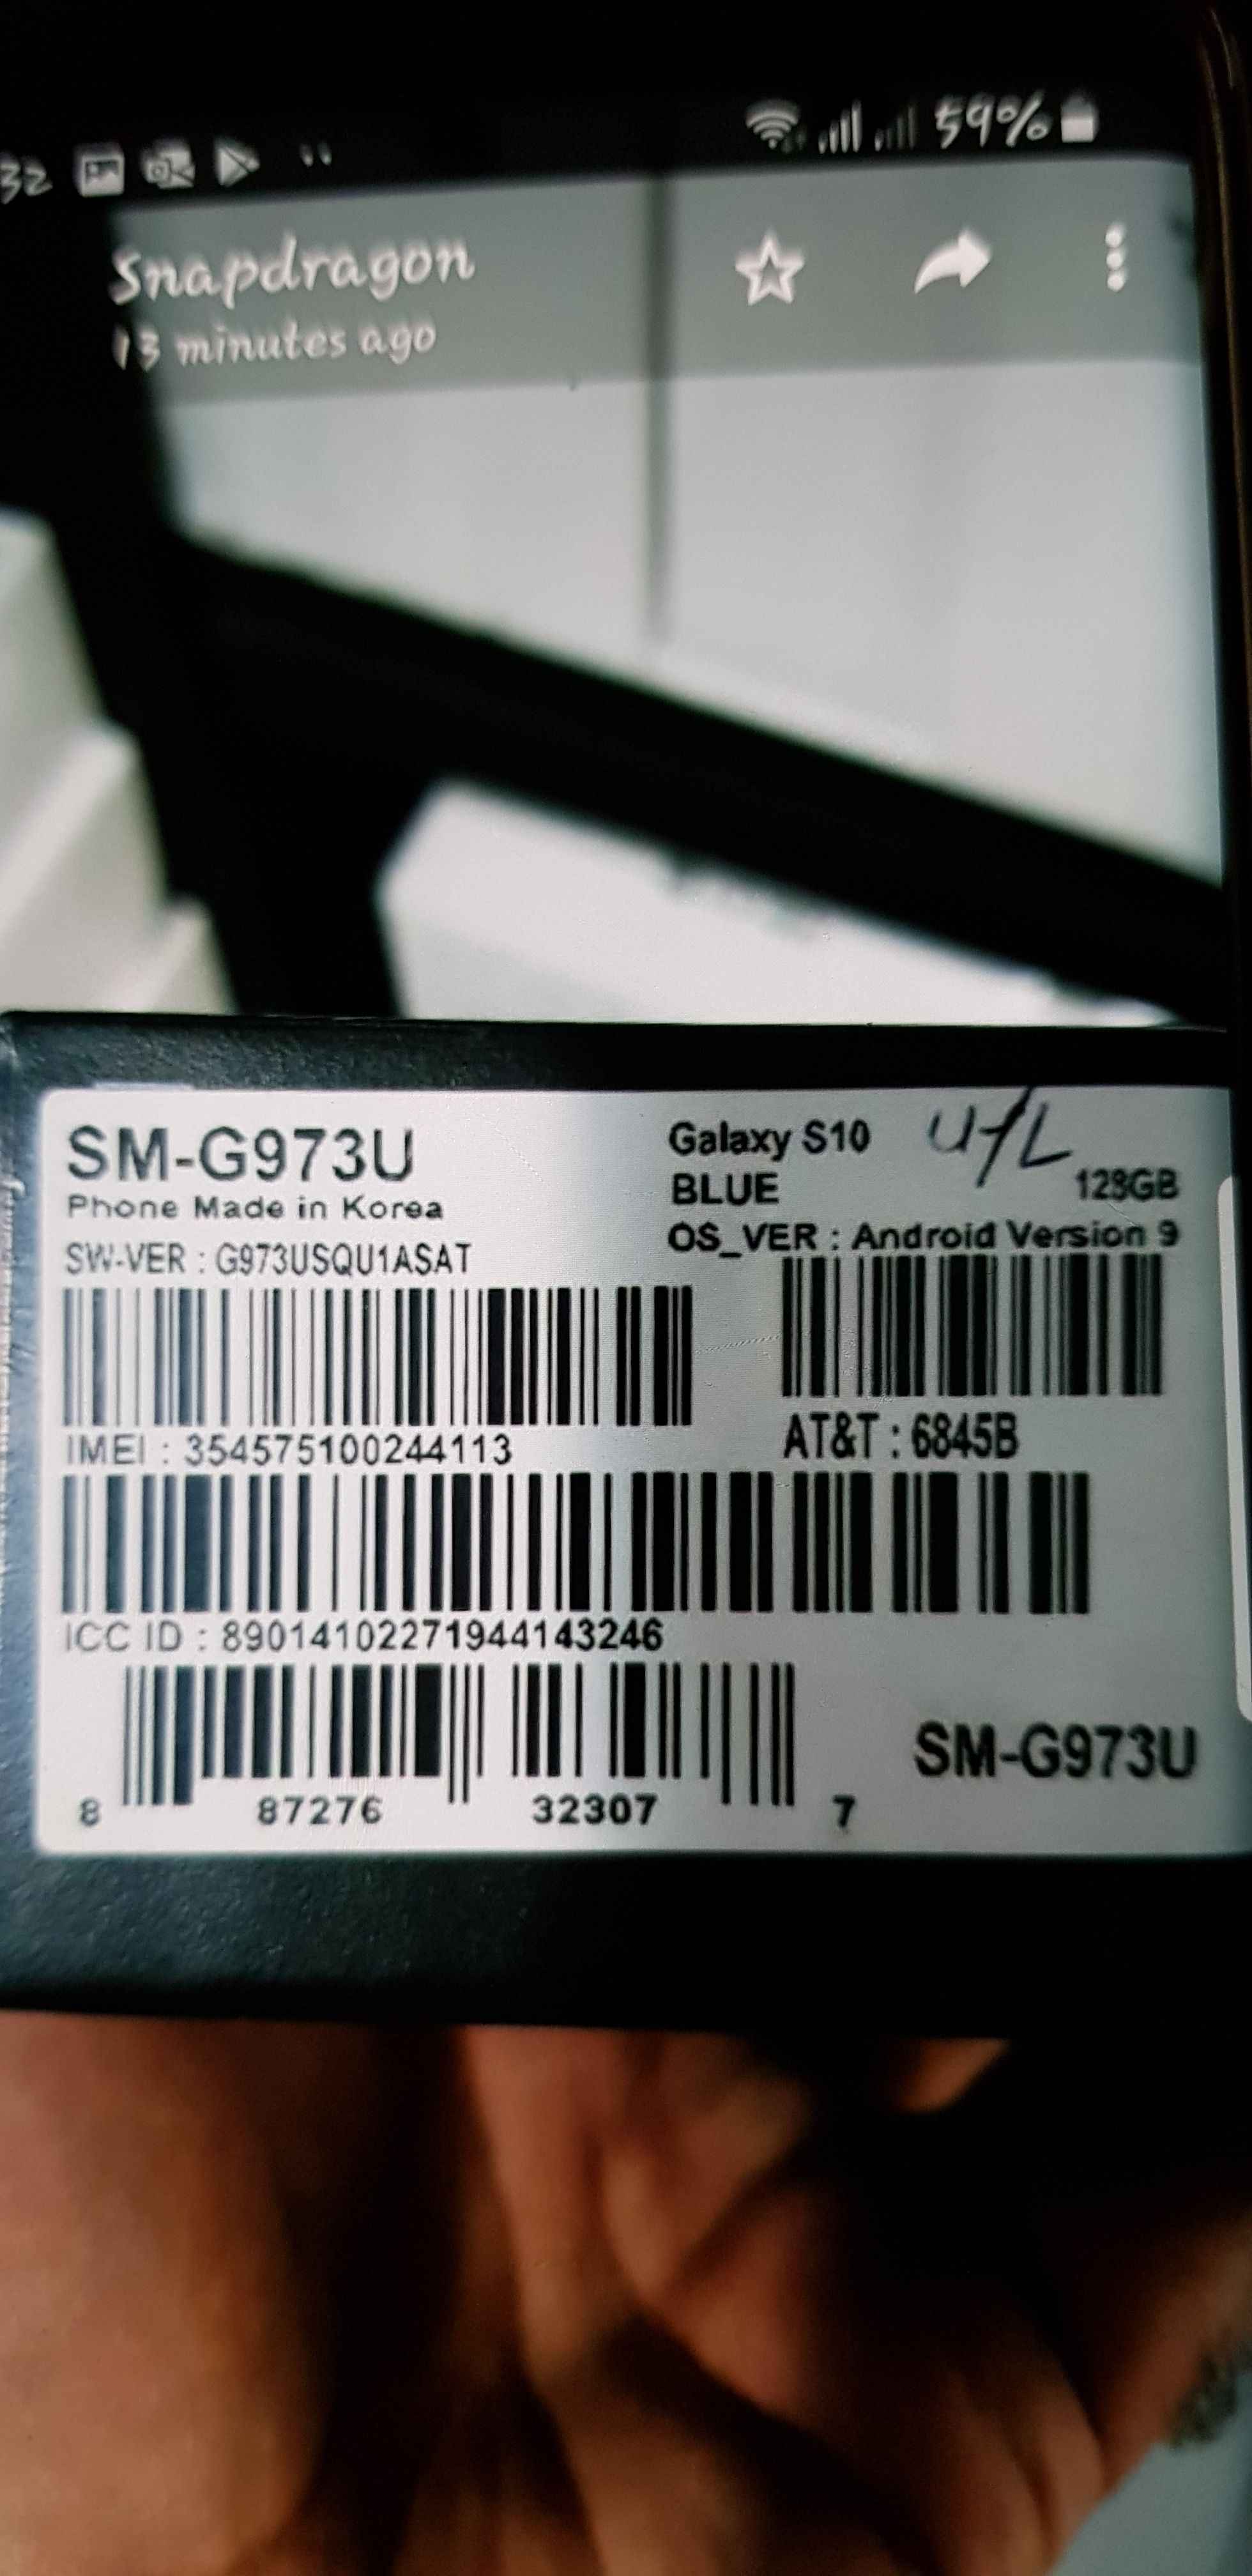 32
59%
Snapdragon
13 minutes ago
SM-G973U
Phone Made in Korea
SW-VER : G973USQU1ASAT
Galaxy S10 U/L
BLUE 128GB
OS_VER : Android Version 9
IMEI : 354575100244113
AT&T : 6845B
ICC ID : 89014102271944143246
SM-G973U
8 87276 32307 7